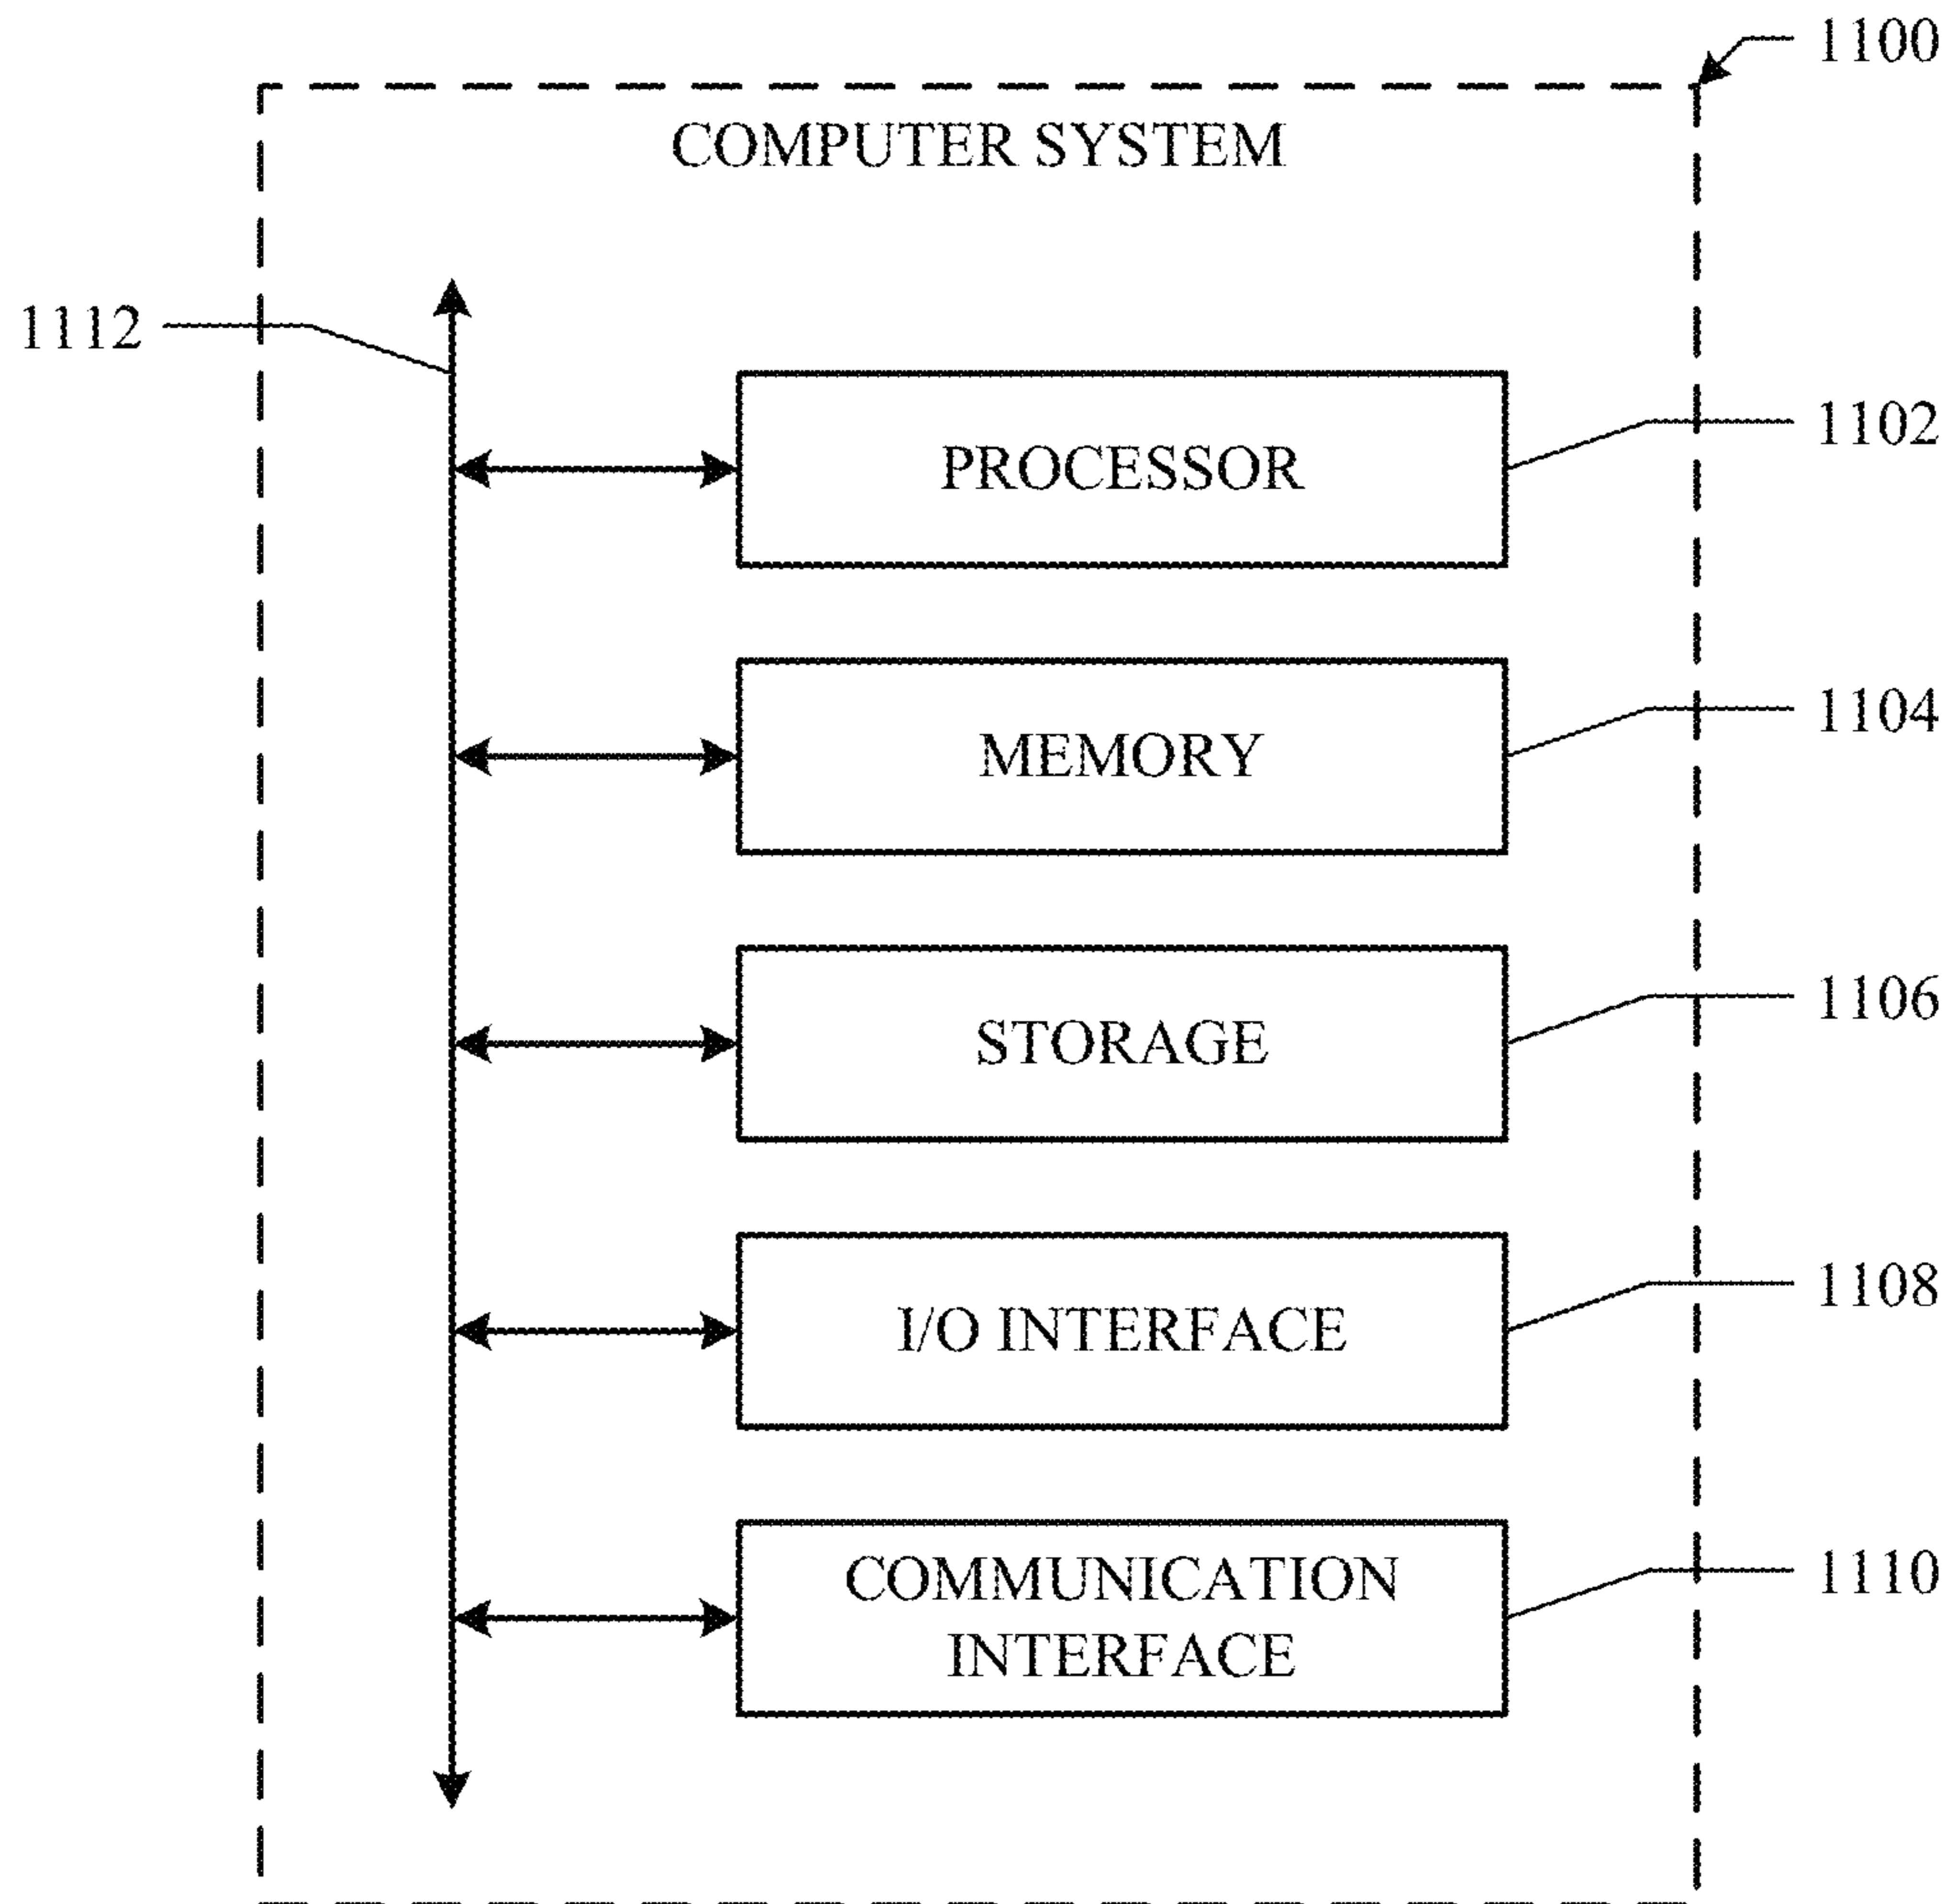 1100
COMPUTER SYSTEM
1112
1102
PROCESSOR
1104
MEMORY
1106
STORAGE
1108
I/O INTERFACE
1110
COMMUNICATION
INTERFACE